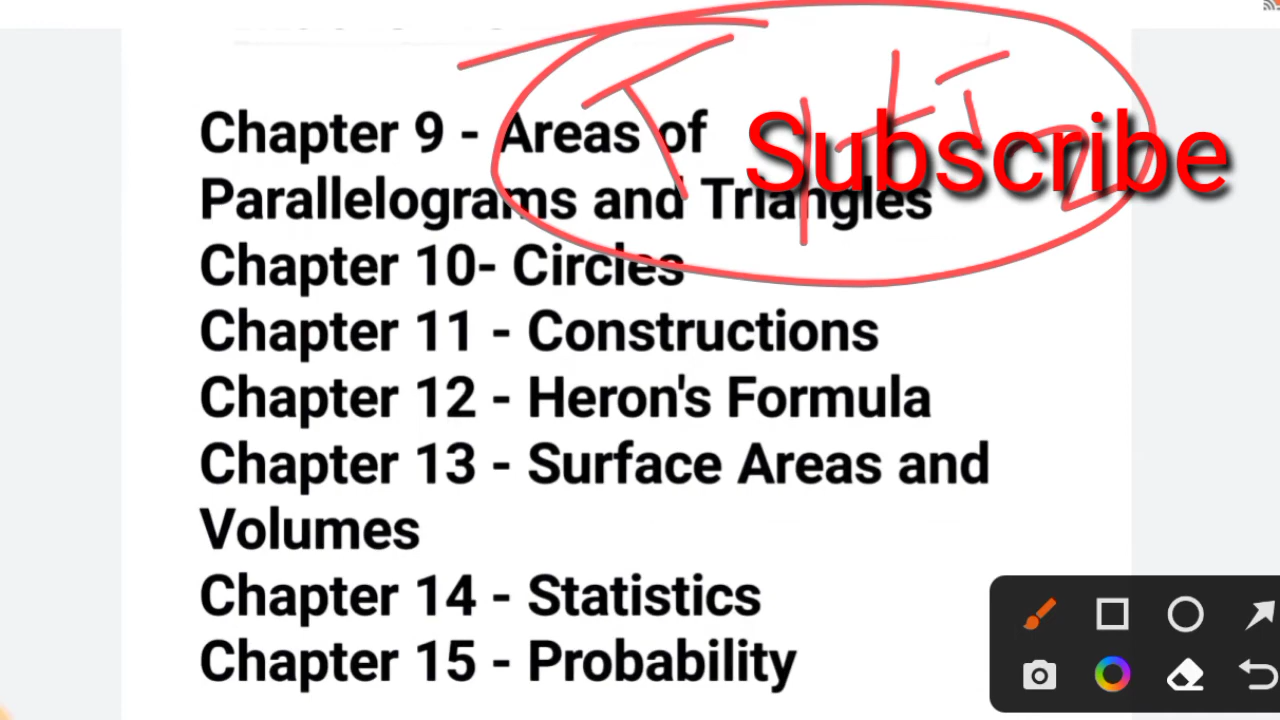 Chapter 9 - Areas of
Subscribe
Parallelograms and Triangles
Chapter 10- Circles
Chapter 11 - Constructions
Chapter 12 - Heron's Formula
Chapter 13 - Surface Areas and
Volumes
Chapter 14 - Statistics
Chapter 15 - Probability